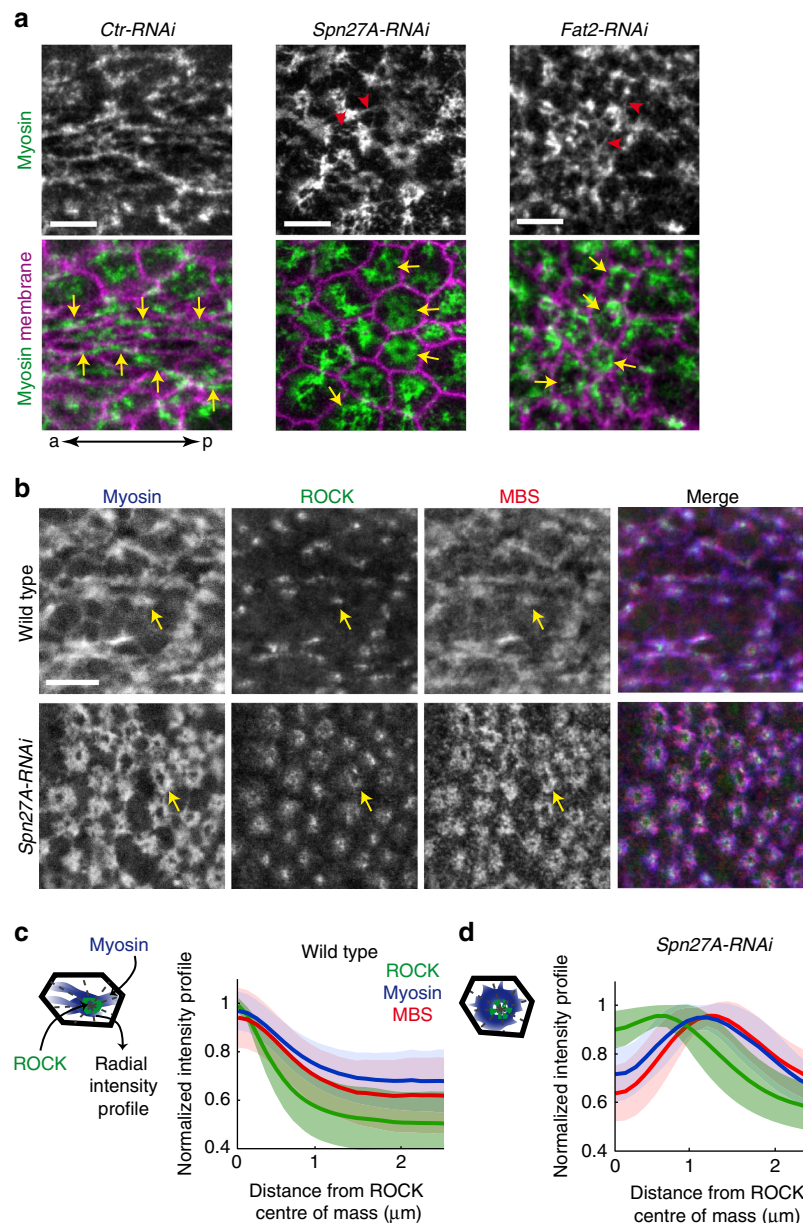 a
Ctr-RNAi
Spn27A-RNAi
Fat2-RNAi
Myosin
Myosin membrane
a
p
b
Myosin
ROCK
MBS
Merge
Wild type
Spn27A-RNAi
c
Myosin
ROCK
Radial
intensity
profile
Wild type
ROCK
Myosin
MBS
Normalized intensity profile
1
0.8
0.6
0.4
0
1
2
Distance from ROCK
centre of mass (μm)
d
Spn27A-RNAi
Normalized intensity profile
1
0.8
0.6
0.4
0
1
2
Distance from ROCK
centre of mass (μm)